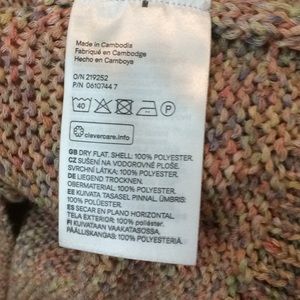 Made in Cambodia
Fabriqué en Cambodge
Hecho en Camboya
O/N 219252
P/N 0610744 7
40
P
clevercare.info
GB DRY FLAT. SHELL: 100% POLYESTER.
CZ SUŠENÍ NA VODOROVNÉ PLOŠE.
SVRCHNÍ LÁTKA: 100% POLYESTER.
DE LIEGEND TROCKNEN.
OBERMATERIAL: 100% POLYESTER.
EE KUIVATA TASASEL PINNAL. ÜMBRIS:
100% POLÜESTER.
ES SECAR EN PLANO HORIZONTAL.
TELA EXTERIOR: 100% POLIÉSTER.
FI KUIVATAAN VAAKATASOSSA.
PÄÄLLISKANGAS: 100% POLYESTERIÄ.